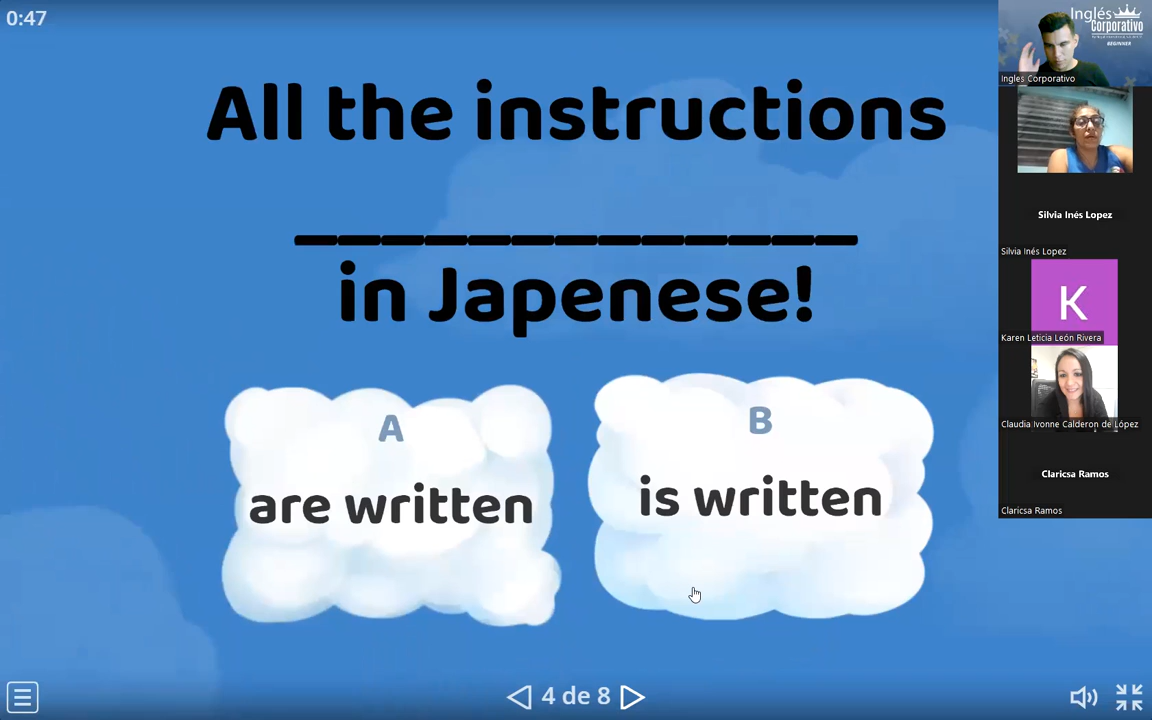 0:47
All the instructions
_____________
in Japenese!
A
are written
B
is written
4 de 8
Inglés
Corporativo
BEGINNER
Ingles Corporativo
Silvia Inés Lopez
Silvia Inés Lopez
K
Karen Leticia León Rivera
Claudia Ivonne Calderon de López
Claricsa Ramos
Claricsa Ramos